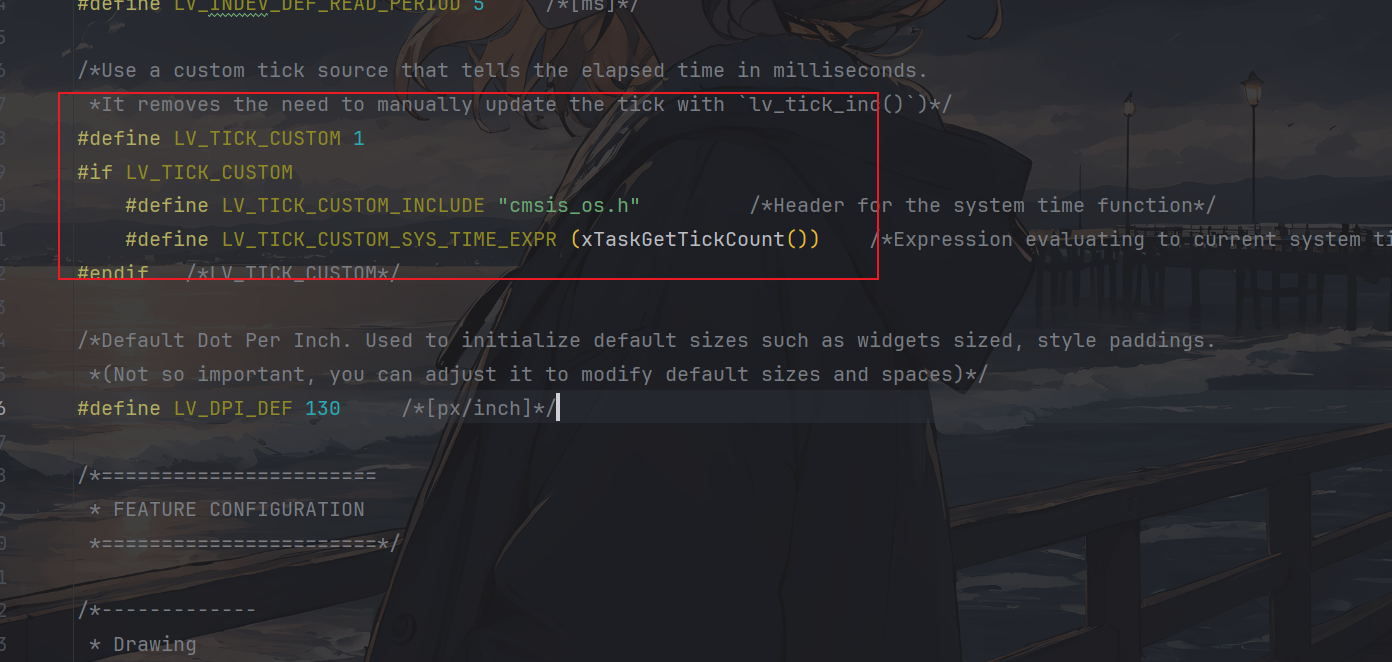 #define LV_INDEV_DEF_READ_PERIOD 5     /*[ms]*/
/*Use a custom tick source that tells the elapsed time in milliseconds.
 *It removes the need to manually update the tick with `lv_tick_inc()`)*/
#define LV_TICK_CUSTOM 1
#if LV_TICK_CUSTOM
    #define LV_TICK_CUSTOM_INCLUDE "cmsis_os.h"         /*Header for the system time function*/
    #define LV_TICK_CUSTOM_SYS_TIME_EXPR (xTaskGetTickCount())    /*Expression evaluating to current system ti
#endif   /*LV_TICK_CUSTOM*/
/*Default Dot Per Inch. Used to initialize default sizes such as widgets sized, style paddings.
 *(Not so important, you can adjust it to modify default sizes and spaces)*/
#define LV_DPI_DEF 130     /*[px/inch]*/
/*=======================
 * FEATURE CONFIGURATION
 *=======================*/
/*-------------
 * Drawing